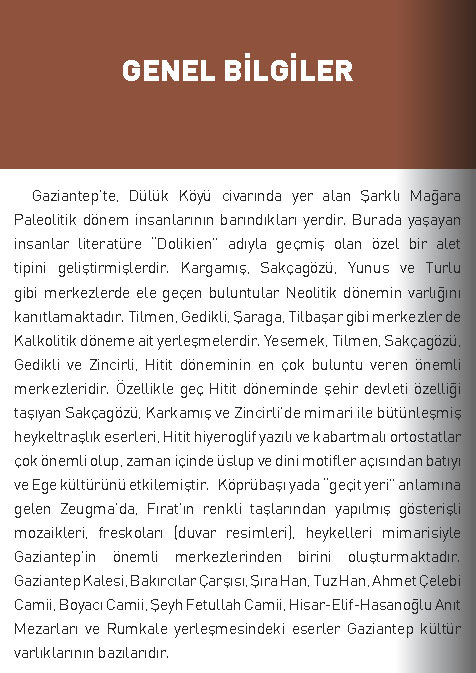 GENEL BİLGİLER
Gaziantep'te, Dülük Köyü civarında yer alan Şarklı Mağara
Paleolitik dönem insanlarının barındıkları yerdir. Burada yaşayan
insanlar literatüre "Dolikien" adıyla geçmiş olan özel bir alet
tipini geliştirmişlerdir. Kargamış, Sakçagözü, Yunus ve Turlu
gibi merkezlerde ele geçen buluntular Neolitik dönemin varlığını
kanıtlamaktadır. Tilmen, Gedikli, Şaraga, Tilbaşar gibi merkezler de
Kalkolitik döneme ait yerleşmelerdir. Yesemek, Tilmen, Sakçagözü,
Gedikli ve Zincirli, Hitit döneminin en çok buluntu veren önemli
merkezleridir. Özellikle geç Hitit döneminde şehir devleti özelliği
taşıyan Sakçagözü, Karkamış ve Zincirli'de mimari ile bütünleşmiş
heykeltraşlık eserleri, Hitit hiyeroglif yazılı ve kabartmalı ortostatlar
çok önemli olup, zaman içinde üslup ve dini motifler açısından batıyı
ve Ege kültürünü etkilemiştir. Köprübaşı yada "geçit yeri" anlamına
gelen Zeugma'da, Fırat'ın renkli taşlarından yapılmış gösterişli
mozaikleri, freskoları (duvar resimleri), heykelleri mimarisiyle
Gaziantep'in önemli merkezlerinden birini oluşturmaktadır.
Gaziantep Kalesi, Bakırcılar Çarşısı, Şıra Han, Tuz Han, Ahmet Çelebi
Camii, Boyacı Camii, Şeyh Fetullah Camii, Hisar-Elif-Hasanoğlu Anıt
Mezarları ve Rumkale yerleşmesindeki eserler Gaziantep kültür
varlıklarının bazılarıdır.